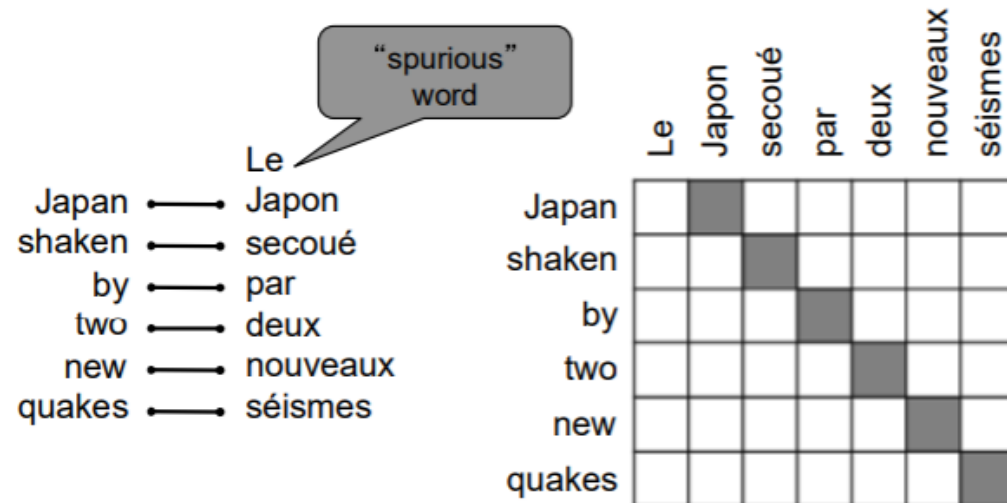 “spurious”
word
Le
Japan Japon
shaken secoué
by par
two deux
new nouveaux
quakes séismes
Le Japon secoué par deux nouveaux séismes
Japan
shaken
by
two
new
quakes